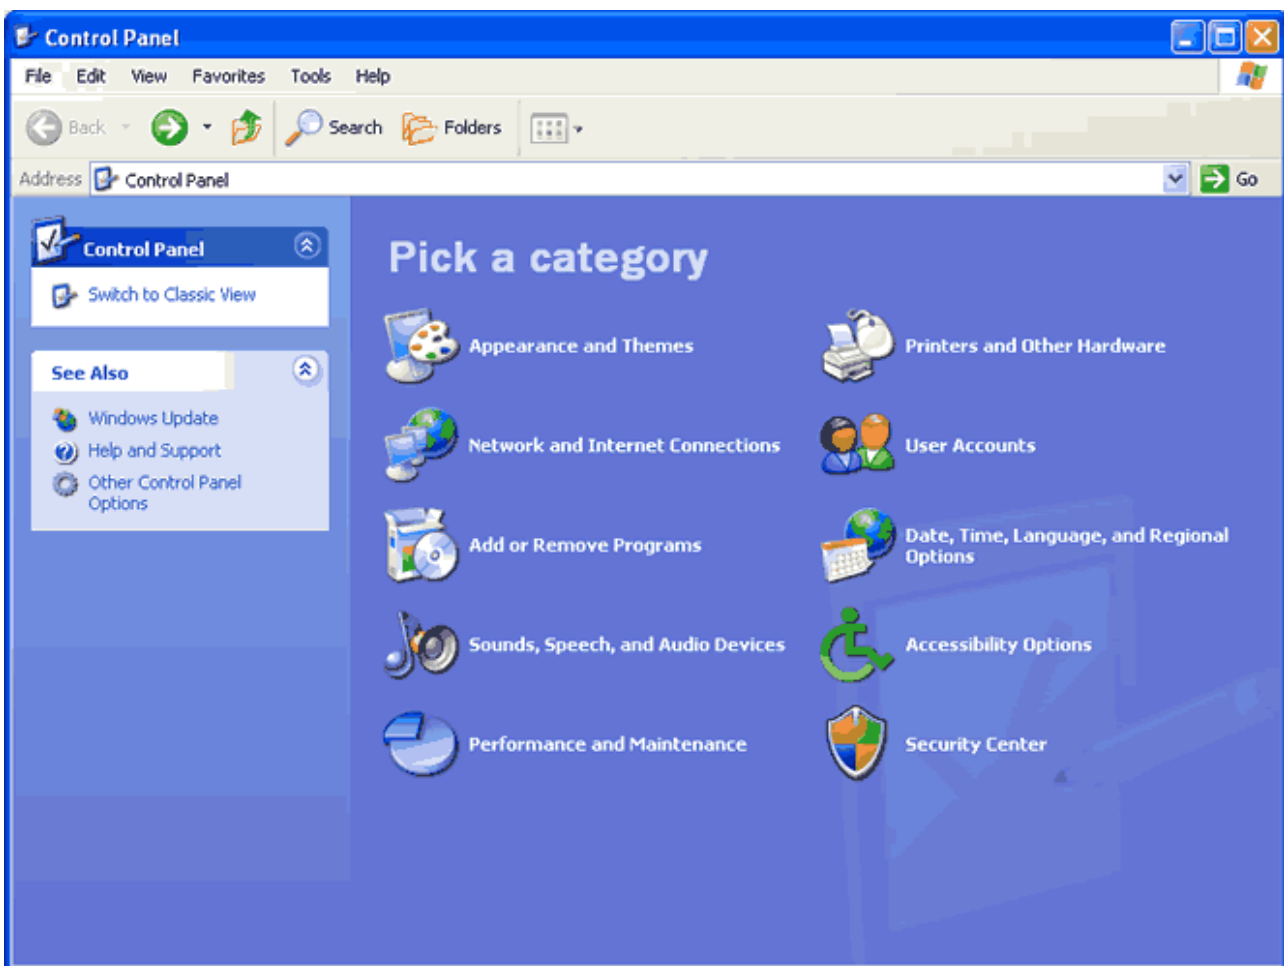 Control Panel
File Edit View Favorites Tools Help
Back Search Folders
Address Control Panel Go
Control Panel
Switch to Classic View
See Also
Windows Update
Help and Support
Other Control Panel
Options
Pick a category
Appearance and Themes
Printers and Other Hardware
Network and Internet Connections
User Accounts
Add or Remove Programs
Date, Time, Language, and Regional
Options
Sounds, Speech, and Audio Devices
Accessibility Options
Performance and Maintenance
Security Center